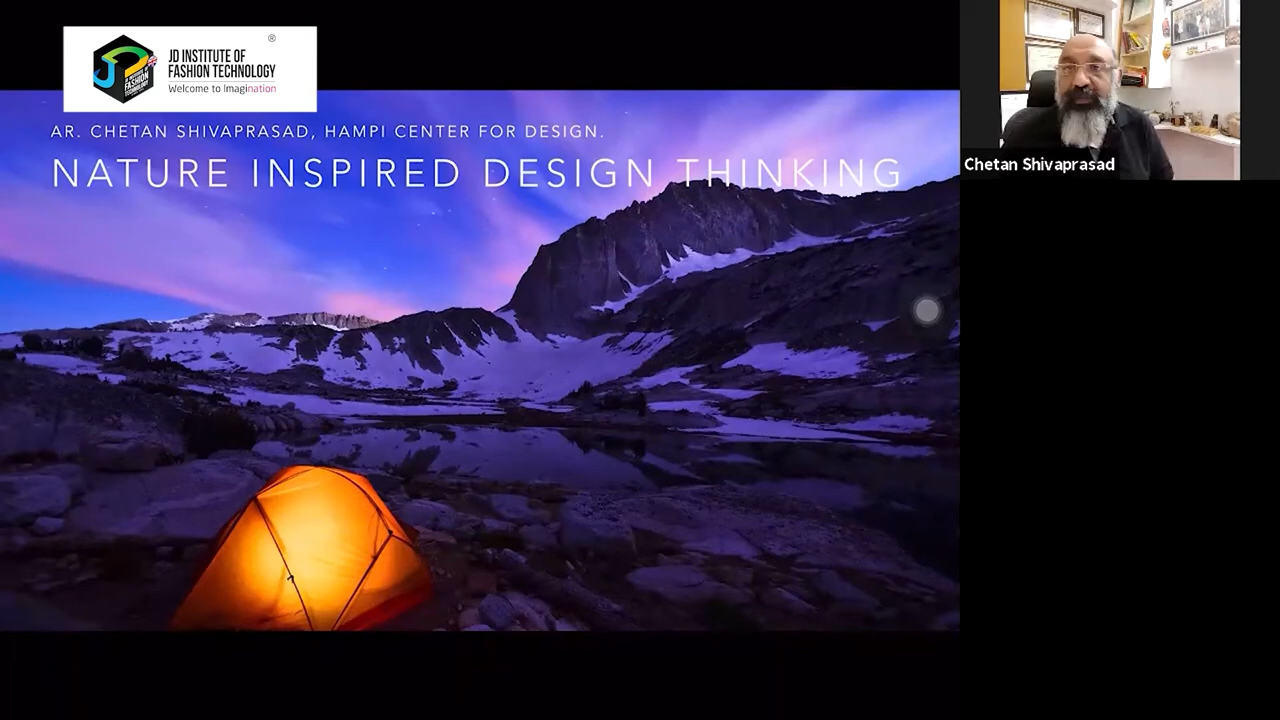 JD INSTITUTE OF
FASHION TECHNOLOGY
®
Welcome to Imagination
AR. CHETAN SHIVAPRASAD, HAMPI CENTER FOR DESIGN.
NATURE INSPIRED DESIGN THINKING
Chetan Shivaprasad